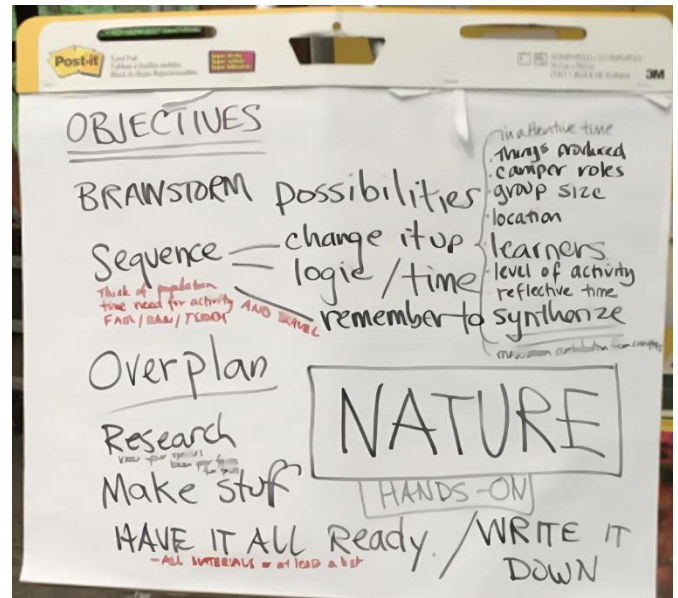 Post-it
3M
OBJECTIVES
BRAINSTORM possibilities
Sequence
change it up
logic / time
remember to synthesize
Think of population
time need for activity AND
time
Things produced
camper roles
group size
location
learners
level of activity
reflective time
Overplan
Research
Make stuff
NATURE
HANDS-ON
HAVE IT ALL Ready. / WRITE IT
DOWN
- ALL MATERIALS or at least a list